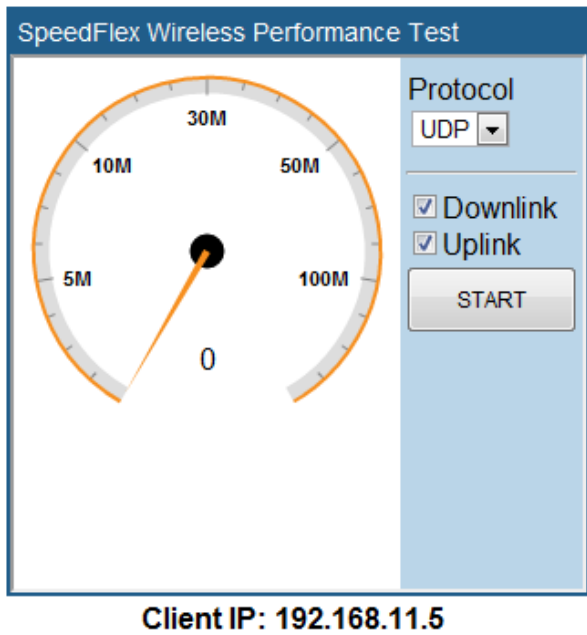 SpeedFlex Wireless Performance Test
30M
10M
50M
5M
100M
0
Protocol
UDP
Downlink
Uplink
START
Client IP: 192.168.11.5